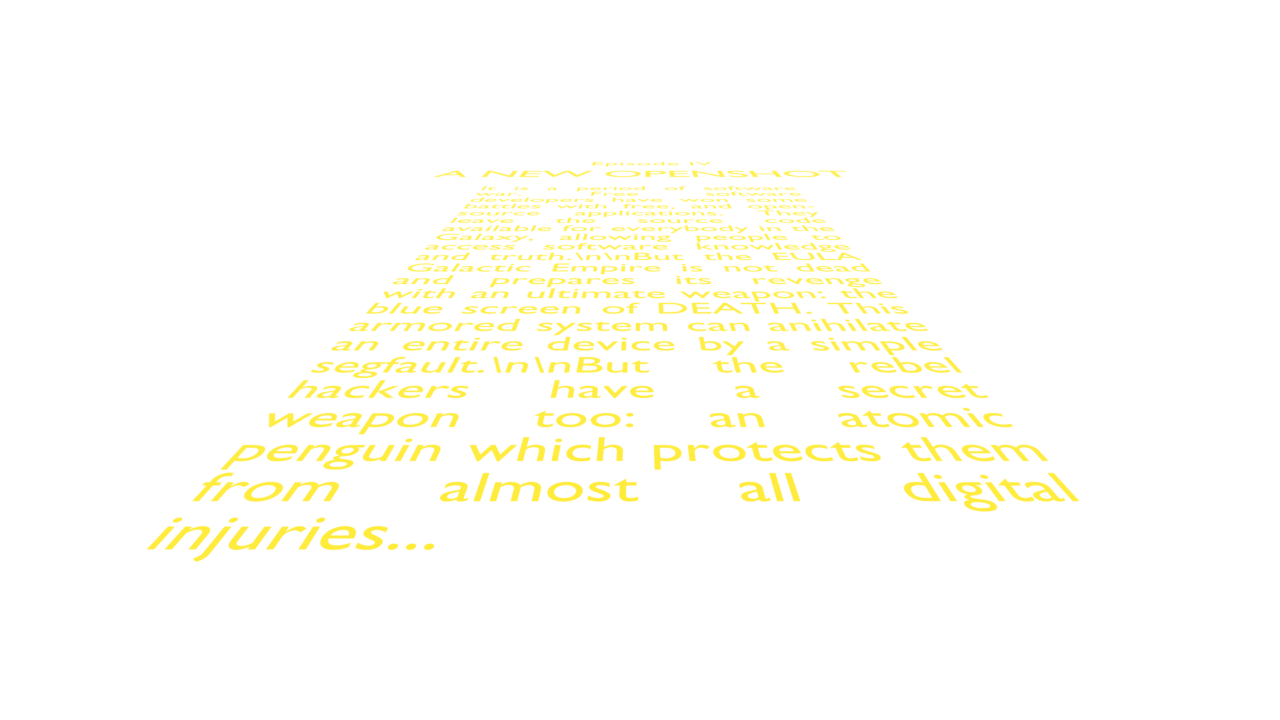 Episode IV
A NEW OPENSHOT
It is a period of software
war. Free software
developers have won some
battles with free, and open-
source applications. They
leave the source code
available for everybody in the
Galaxy, allowing people to
access software knowledge
and truth.\n\nBut the EULA
Galactic Empire is not dead
and prepares its revenge
with an ultimate weapon: the
blue screen of DEATH. This
armored system can anihilate
an entire device by a simple
segfault.\n\nBut the rebel
hackers have a secret
weapon too: an atomic
penguin which protects them
from almost all digital
injuries...